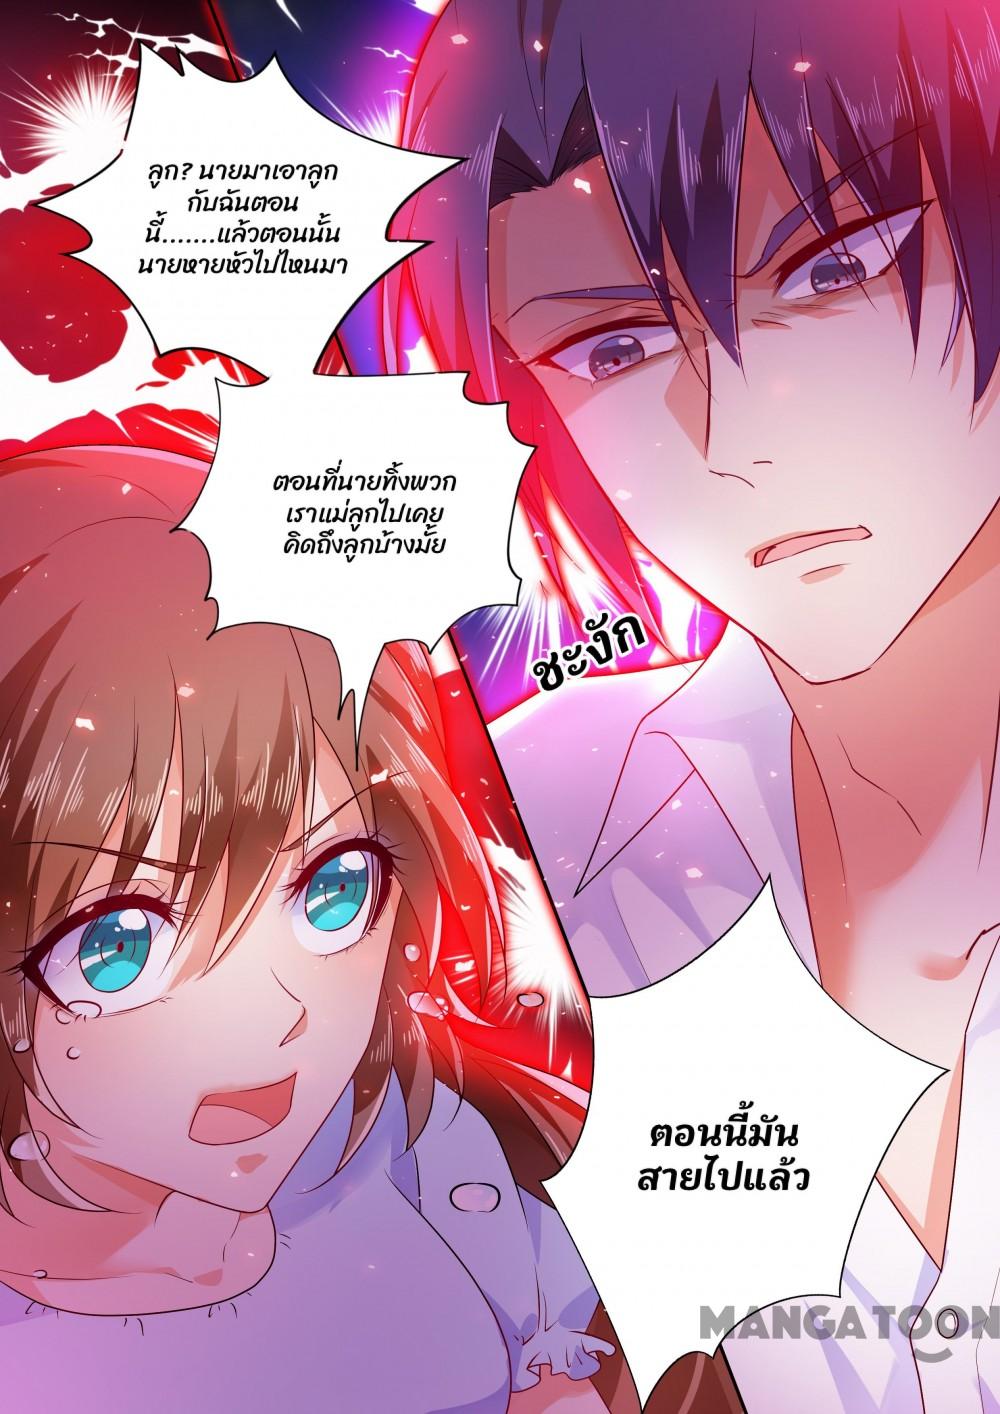 ลูก? นายมาเอาลูก
กับฉันตอน
นี้.......แล้วตอนนั้น
นายหายหัวไปไหนมา
ตอนที่นายทิ้งพวก
เราแม่ลูกไปเคย
คิดถึงลูกบ้างมั้ย
ชะงัก
ตอนนี้มัน
สายไปแล้ว
MANGATOON